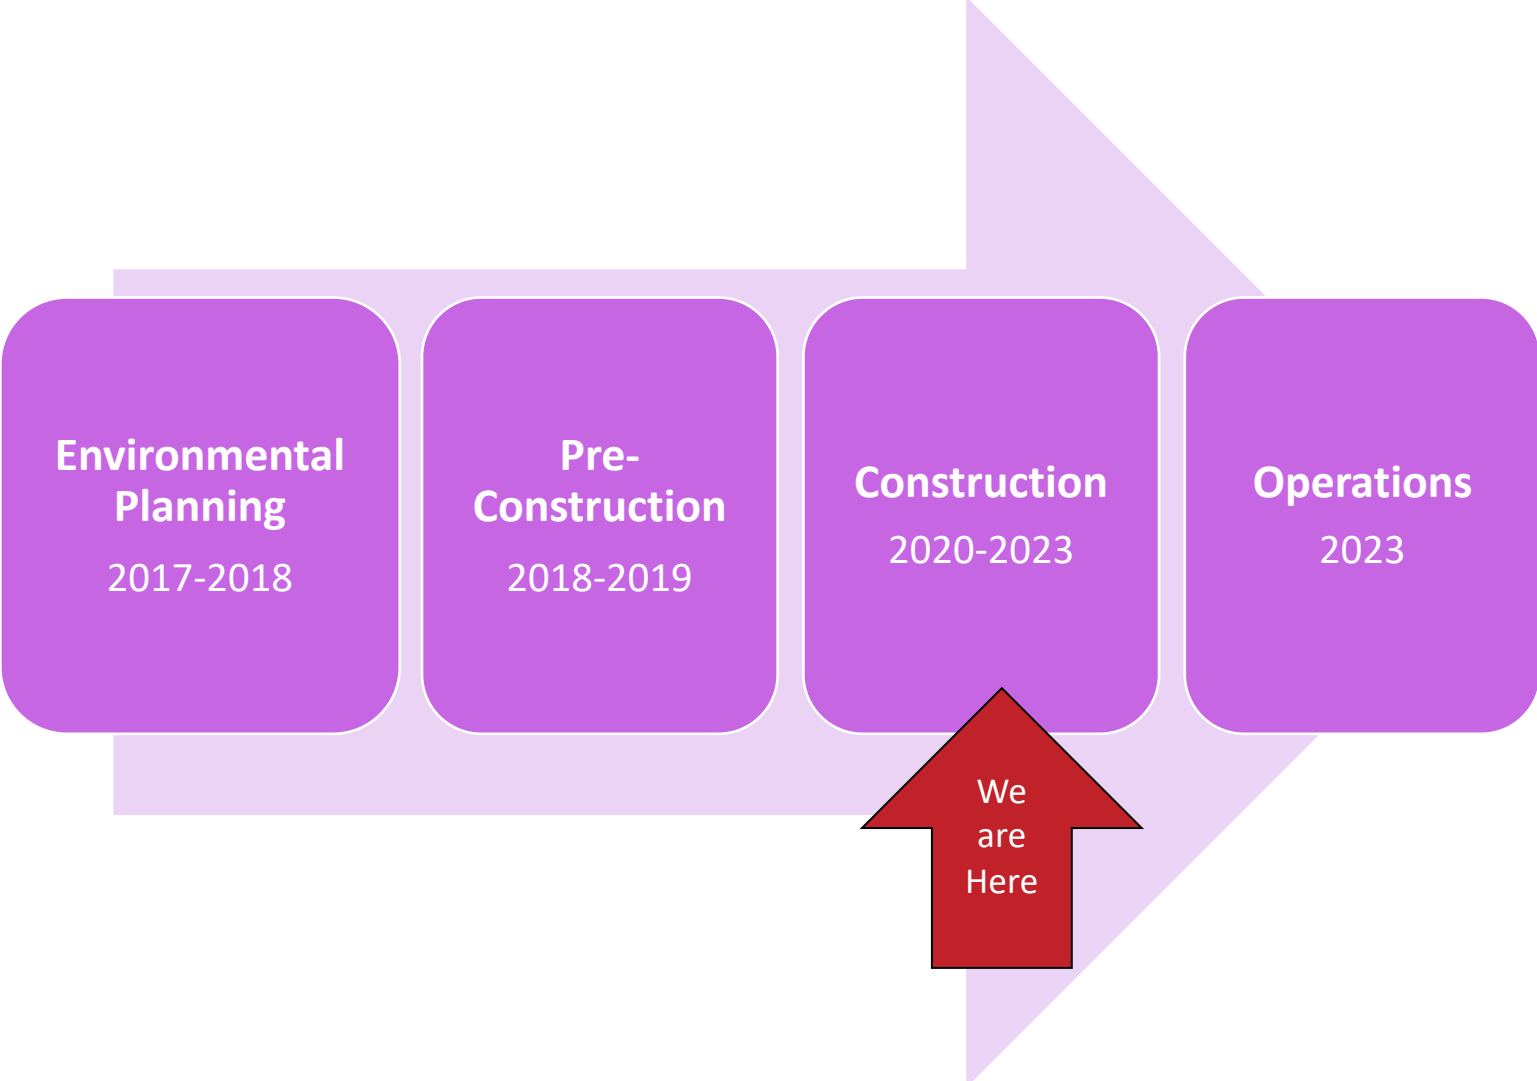 Environmental
Planning
2017-2018
Pre-
Construction
2018-2019
Construction
2020-2023
Operations
2023
We
are
Here